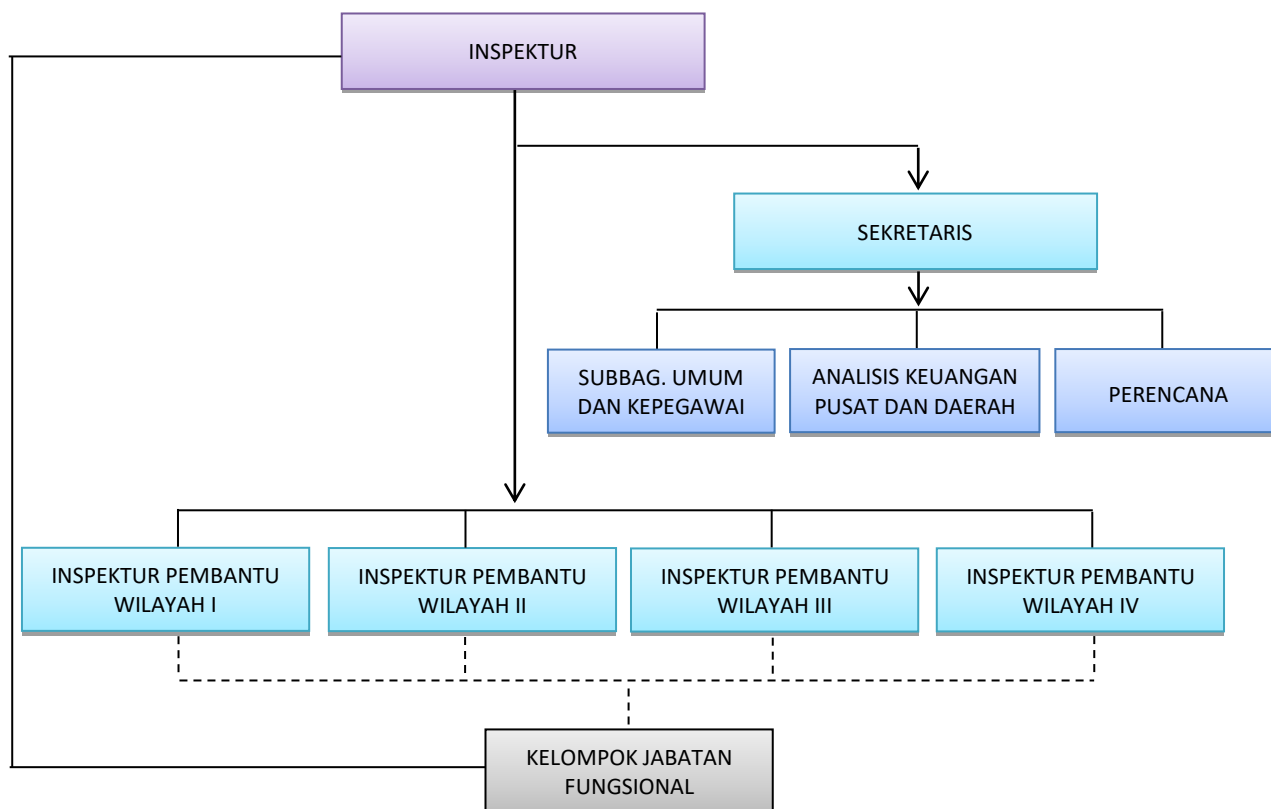 INSPEKTUR
SEKRETARIS
SUBBAG. UMUM
DAN KEPEGAWAI
ANALISIS KEUANGAN
PUSAT DAN DAERAH
PERENCANA
INSPEKTUR PEMBANTU
WILAYAH I
INSPEKTUR PEMBANTU
WILAYAH II
INSPEKTUR PEMBANTU
WILAYAH III
INSPEKTUR PEMBANTU
WILAYAH IV
KELOMPOK JABATAN
FUNGSIONAL